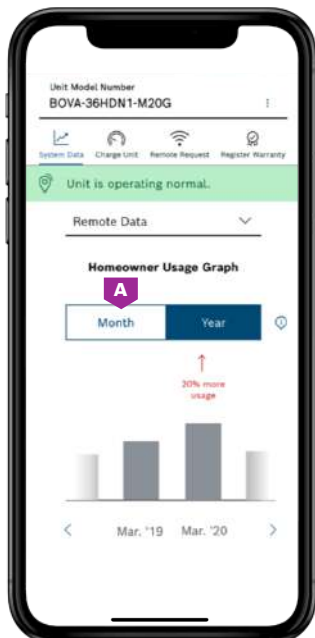 Unit Model Number
BOVA-36HDN1-M20G
System Data Charge Unit Remote Request Register Warranty
Unit is operating normal.
Remote Data
Homeowner Usage Graph
A
Month Year
20% more
usage
Mar. '19 Mar. '20